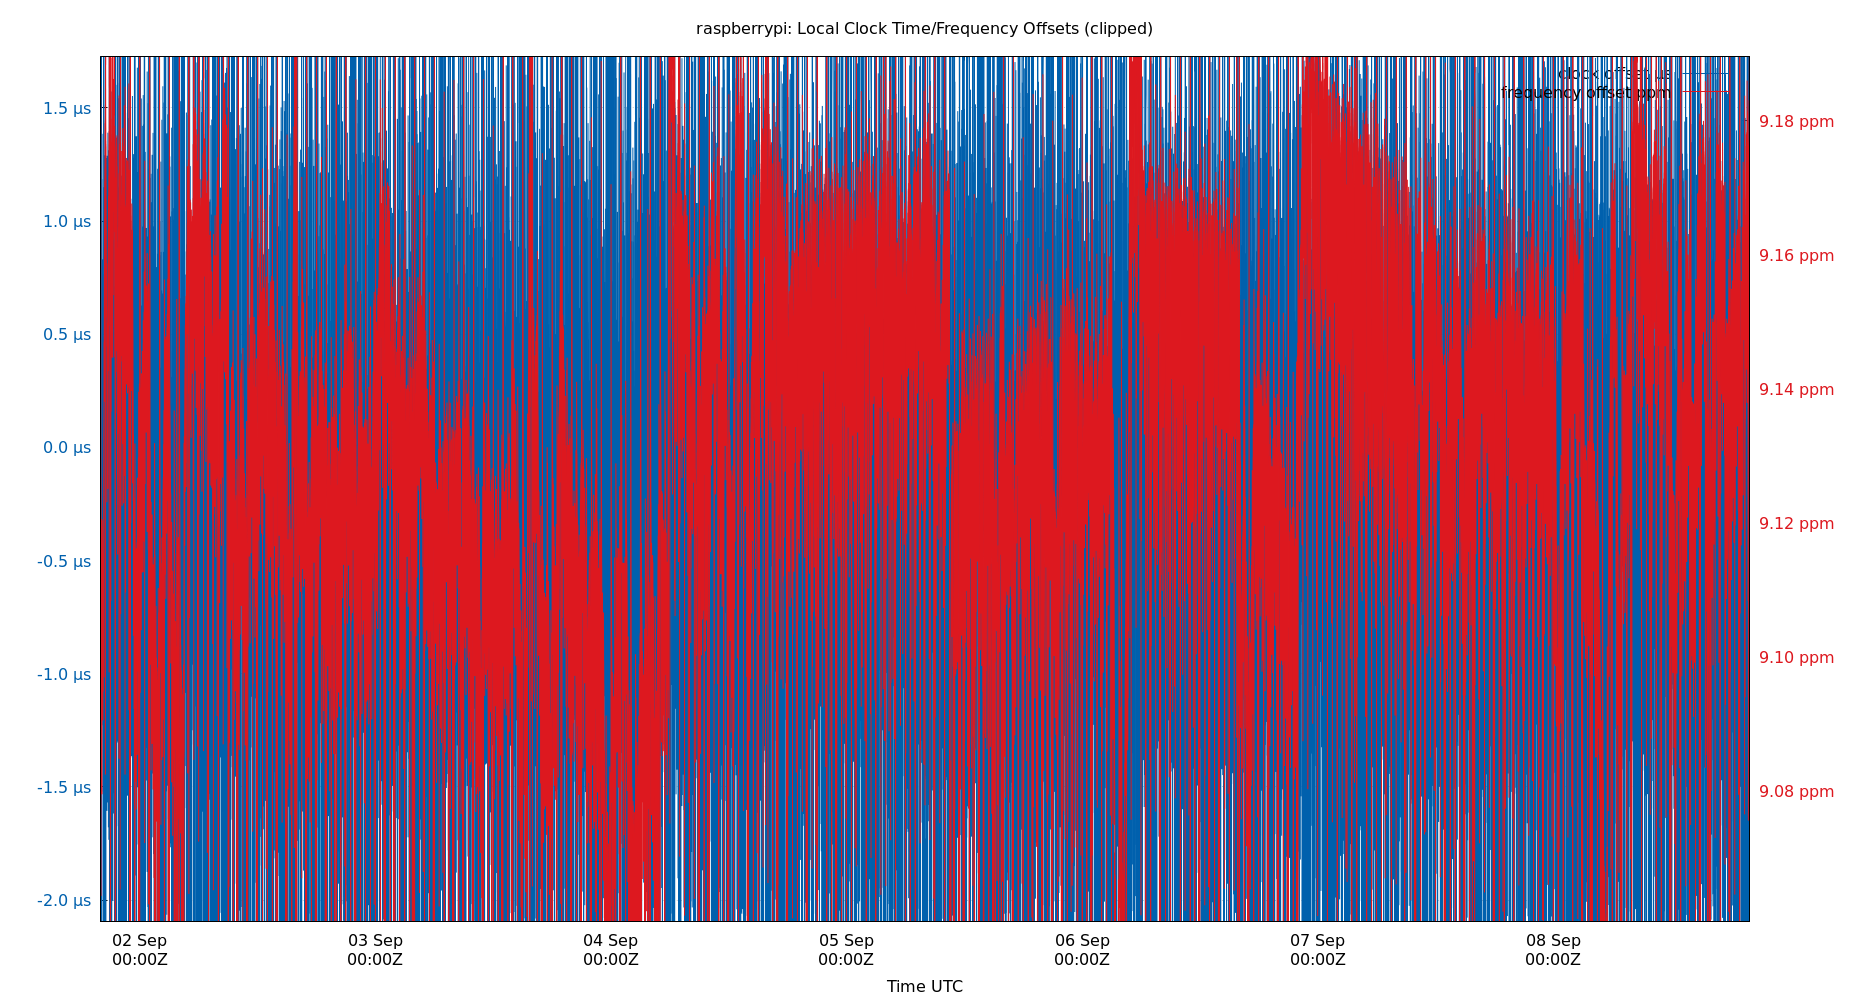 raspberrypi: Local Clock Time/Frequency Offsets (clipped)
clock offset µs
frequency offset ppm
1.5 µs
1.0 µs
0.5 µs
0.0 µs
-0.5 µs
-1.0 µs
-1.5 µs
-2.0 µs
9.18 ppm
9.16 ppm
9.14 ppm
9.12 ppm
9.10 ppm
9.08 ppm
02 Sep 03 Sep 04 Sep 05 Sep 06 Sep 07 Sep 08 Sep
00:00Z 00:00Z 00:00Z 00:00Z 00:00Z 00:00Z 00:00Z
Time UTC